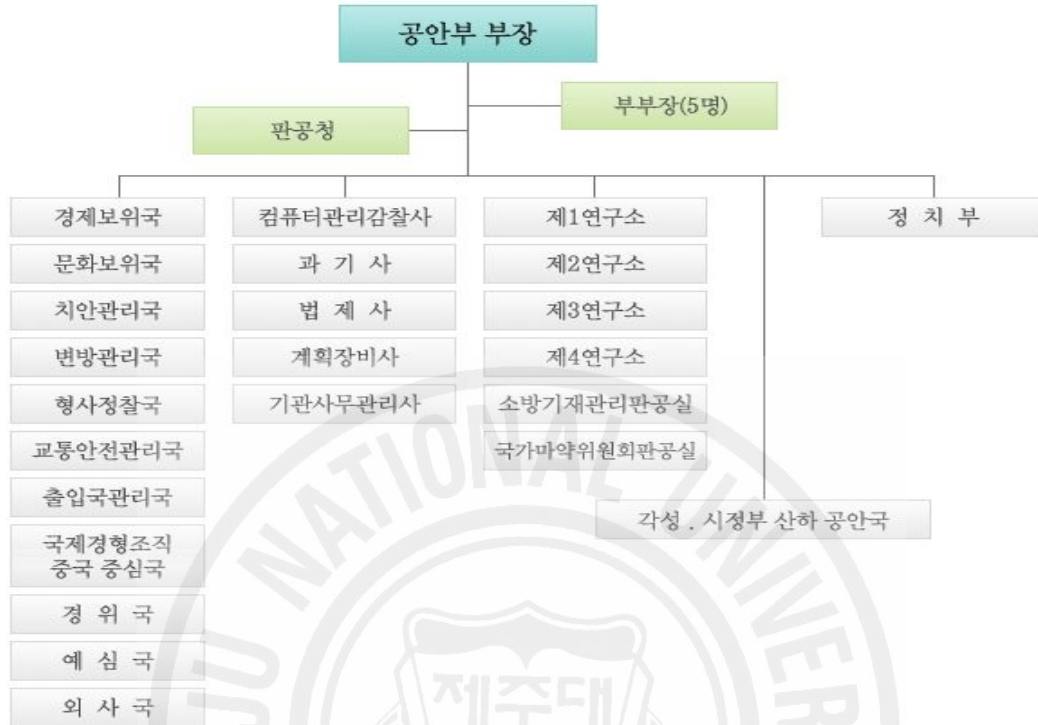 공안부 부장
부부장(5명)
판공청
경제보위국
문화보위국
치안관리국
변방관리국
형사정찰국
교통안전관리국
출입국관리국
국제경형조직
중국 중심국
경 위 국
예 심 국
외 사 국
컴퓨터관리감찰사
과 기 사
법 제 사
계획장비사
기관사무관리사
제1연구소
제2연구소
제3연구소
제4연구소
소방기재관리판공실
국가마약위원회판공실
각성 . 시정부 산하 공안국
정 치 부
NATIONAL
제주대